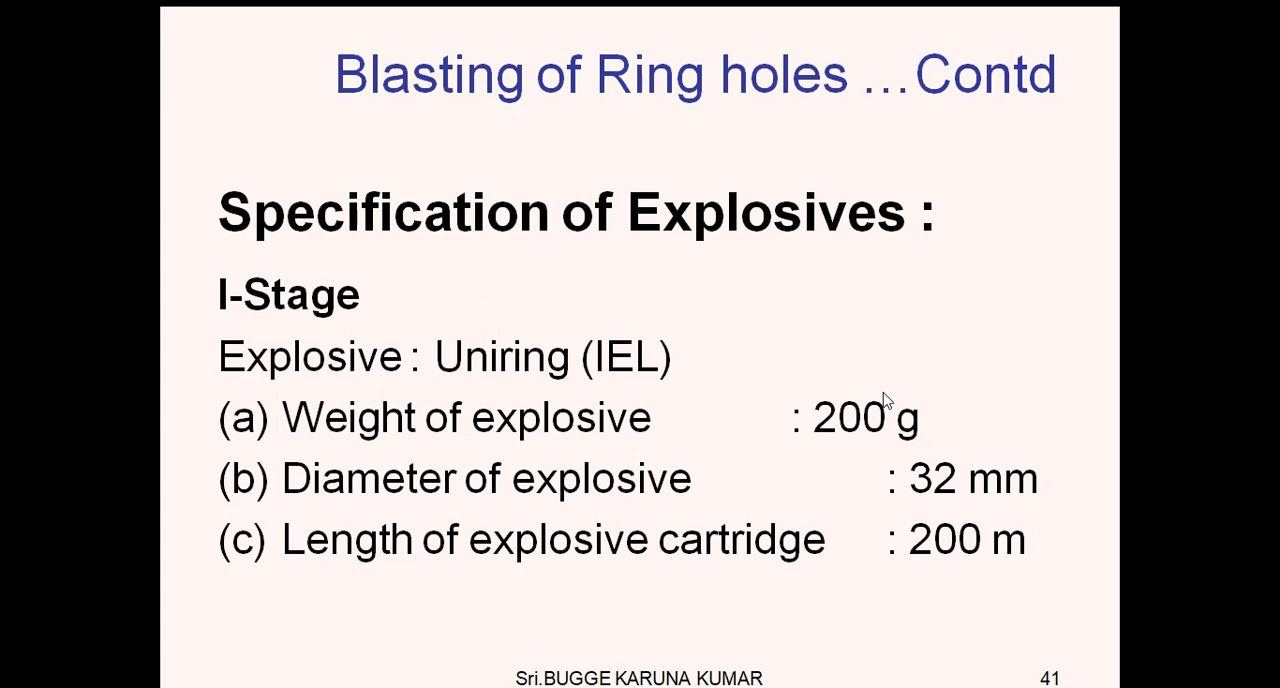 Blasting of Ring holes …Contd
Specification of Explosives :
I-Stage
Explosive : Uniring (IEL)
(a) Weight of explosive : 200 g
(b) Diameter of explosive : 32 mm
(c) Length of explosive cartridge : 200 m
Sri.BUGGE KARUNA KUMAR 41